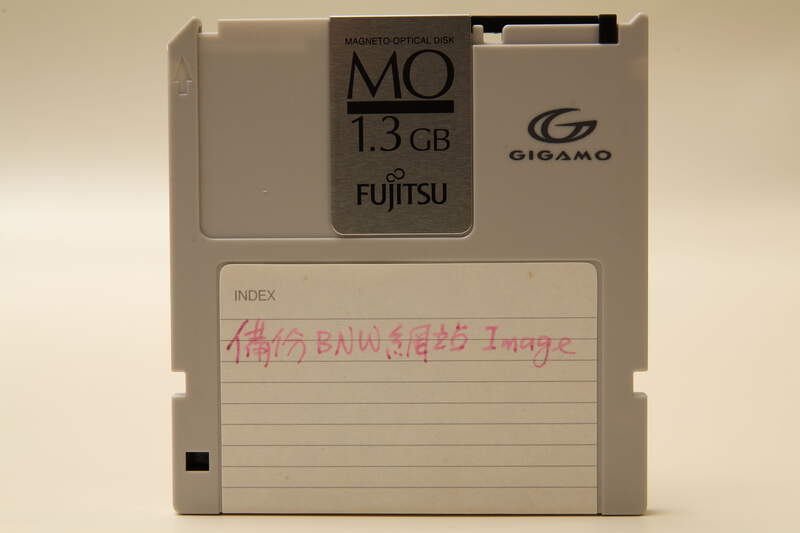 MAGNETO-OPTICAL DISK
MO
1.3 GB
FUJITSU
GIGAMO
INDEX
備份 BNW 網站 Image